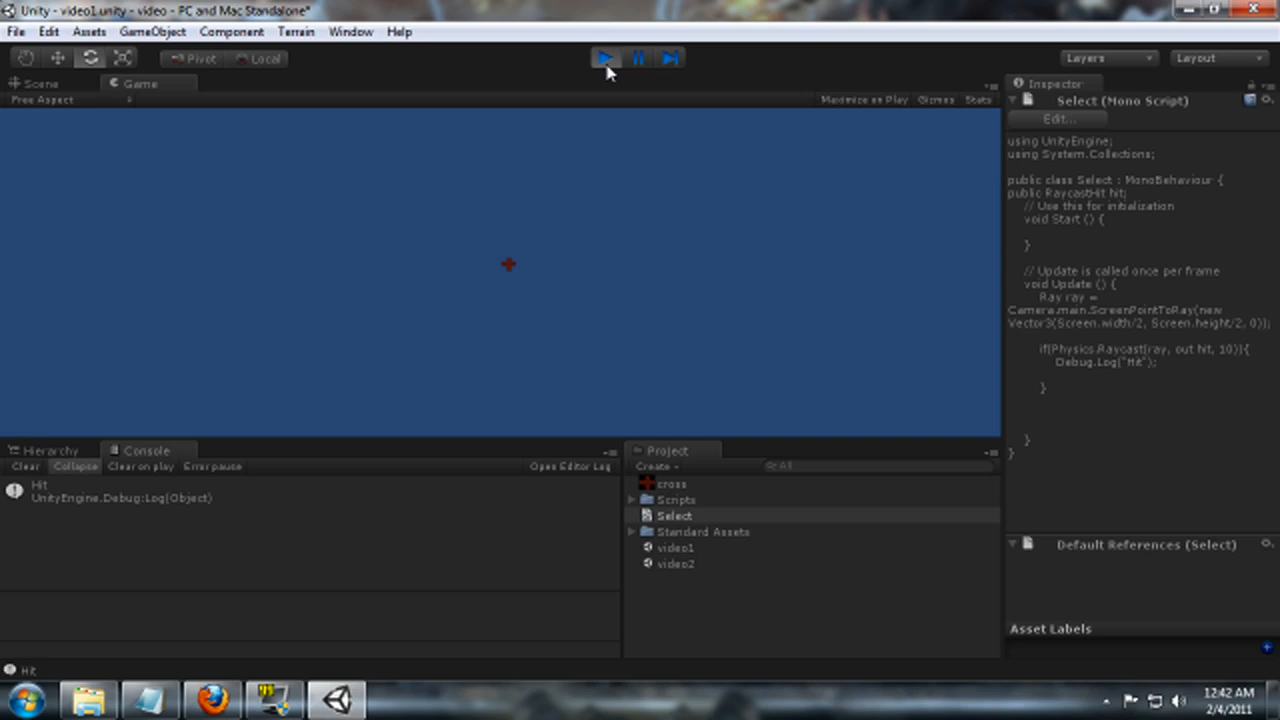 Unity - video1.unity - video - PC and Mac Standalone*
File Edit Assets GameObject Component Terrain Window Help
Pivot Local
Layers Layout
Scene Game
Free Aspect
Maximize on Play Gizmos Stats
Inspector
Select (Mono Script)
Edit...
using UnityEngine;
using System.Collections;
public class Select : MonoBehaviour {
public RaycastHit hit;
// Use this for initialization
void Start () {
}
// Update is called once per frame
void Update () {
Ray ray =
Camera.main.ScreenPointToRay(new
Vector3(Screen.width/2, Screen.height/2, 0));
if(Physics.Raycast(ray, out hit, 10)){
Debug.Log("Hit");
}
}
}
Default References (Select)
Asset Labels
Hierarchy Console
Clear Collapse Clear on play Error pause
Open Editor Log
Hit
UnityEngine.Debug:Log(Object)
Project
Create
All
cross
Scripts
Select
Standard Assets
video1
video2
Hit
12:42 AM
2/4/2011